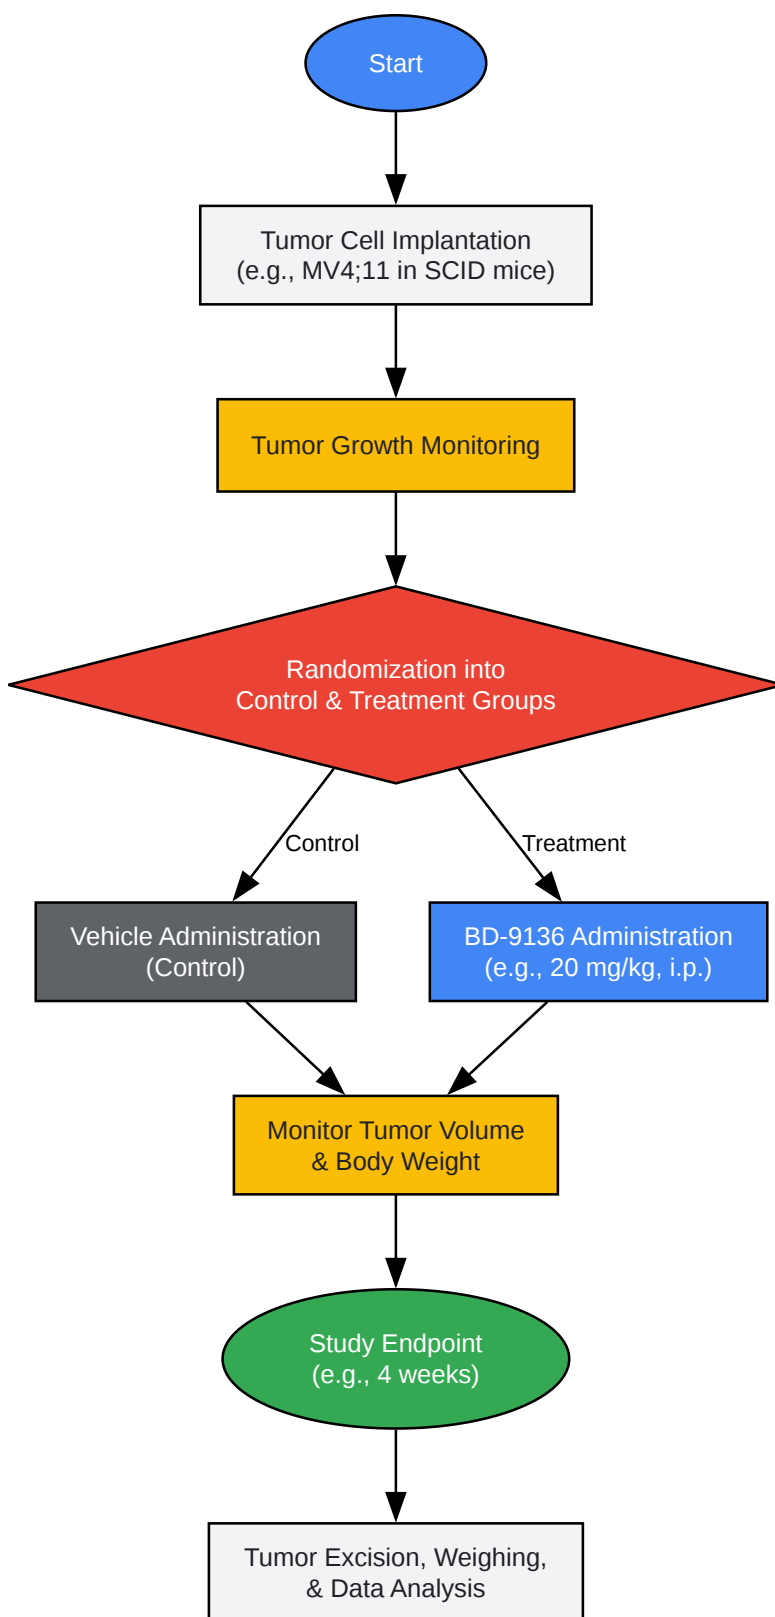 Start
Tumor Cell Implantation
(e.g., MV4;11 in SCID mice)
Tumor Growth Monitoring
Randomization into
Control & Treatment Groups
Control
Treatment
Vehicle Administration
(Control)
BD-9136 Administration
(e.g., 20 mg/kg, i.p.)
Monitor Tumor Volume
& Body Weight
Study Endpoint
(e.g., 4 weeks)
Tumor Excision, Weighing,
& Data Analysis